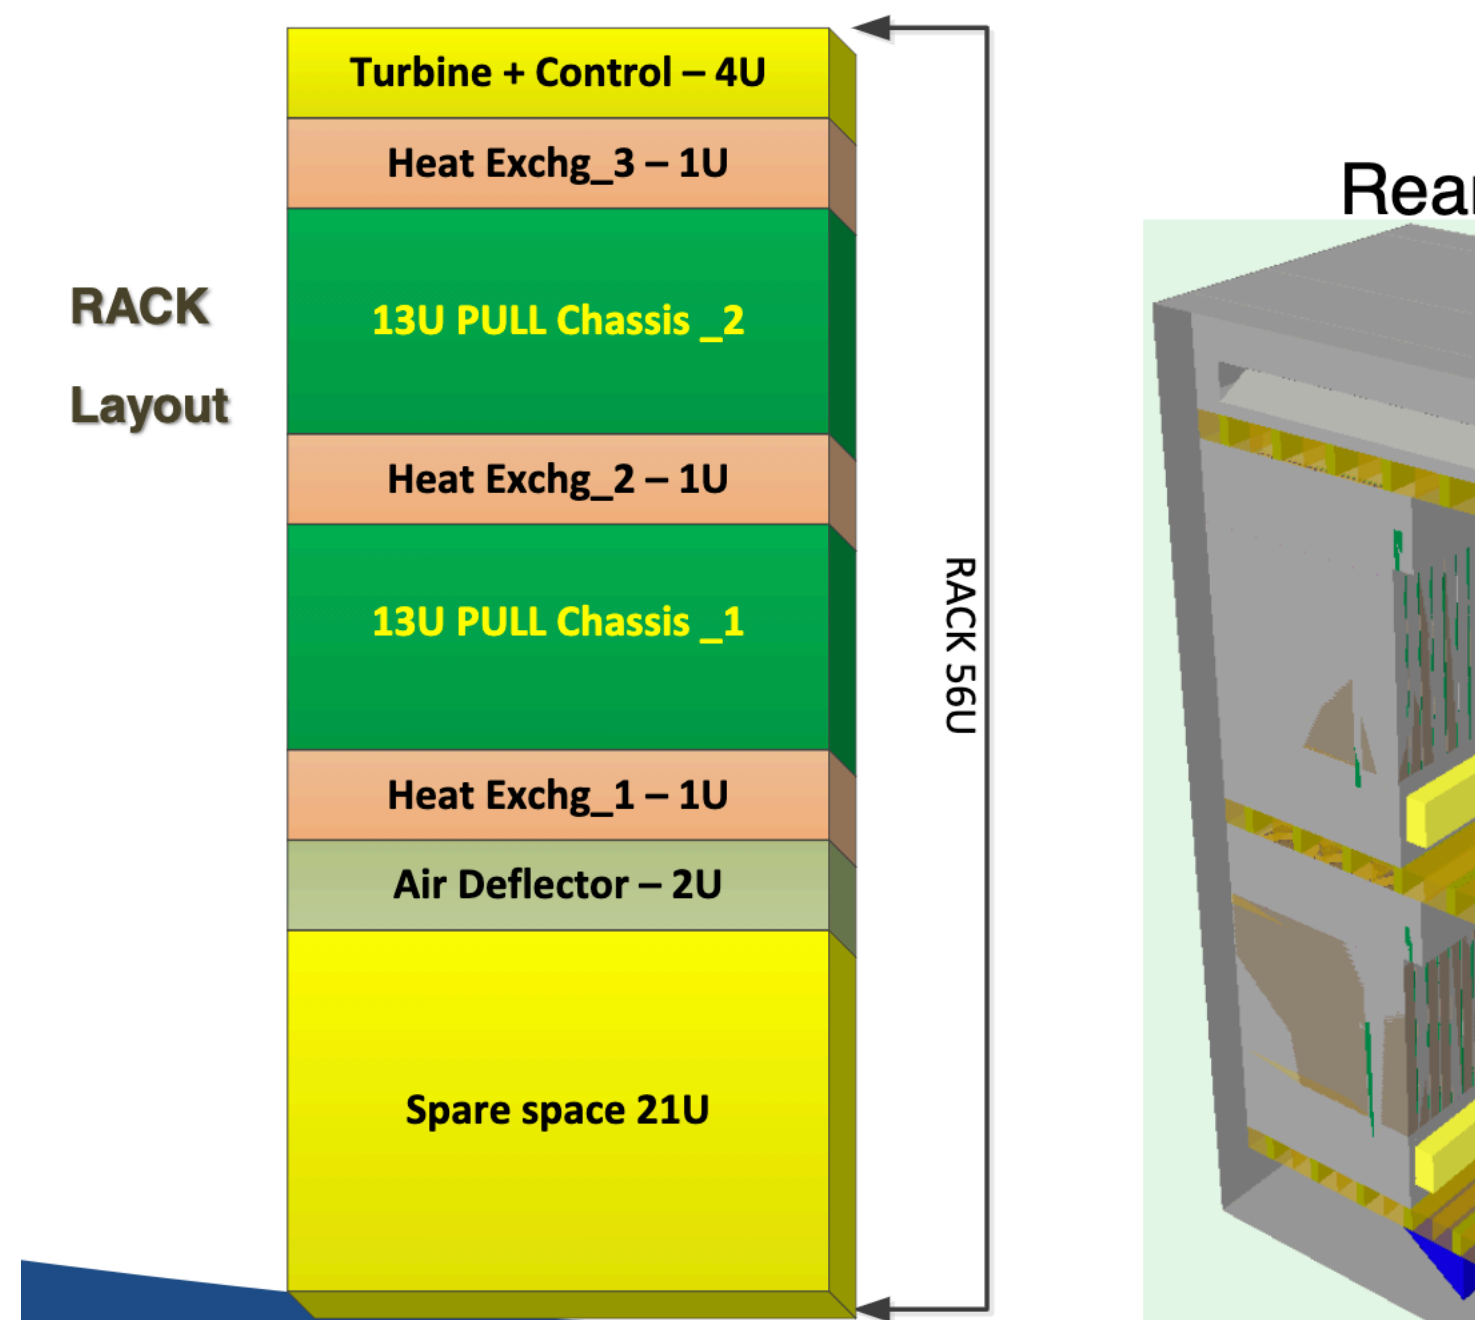 Turbine + Control – 4U
Heat Exchg_3 – 1U
13U PULL Chassis _2
RACK
Layout
Heat Exchg_2 – 1U
13U PULL Chassis _1
Heat Exchg_1 – 1U
Air Deflector – 2U
Spare space 21U
RACK 56U